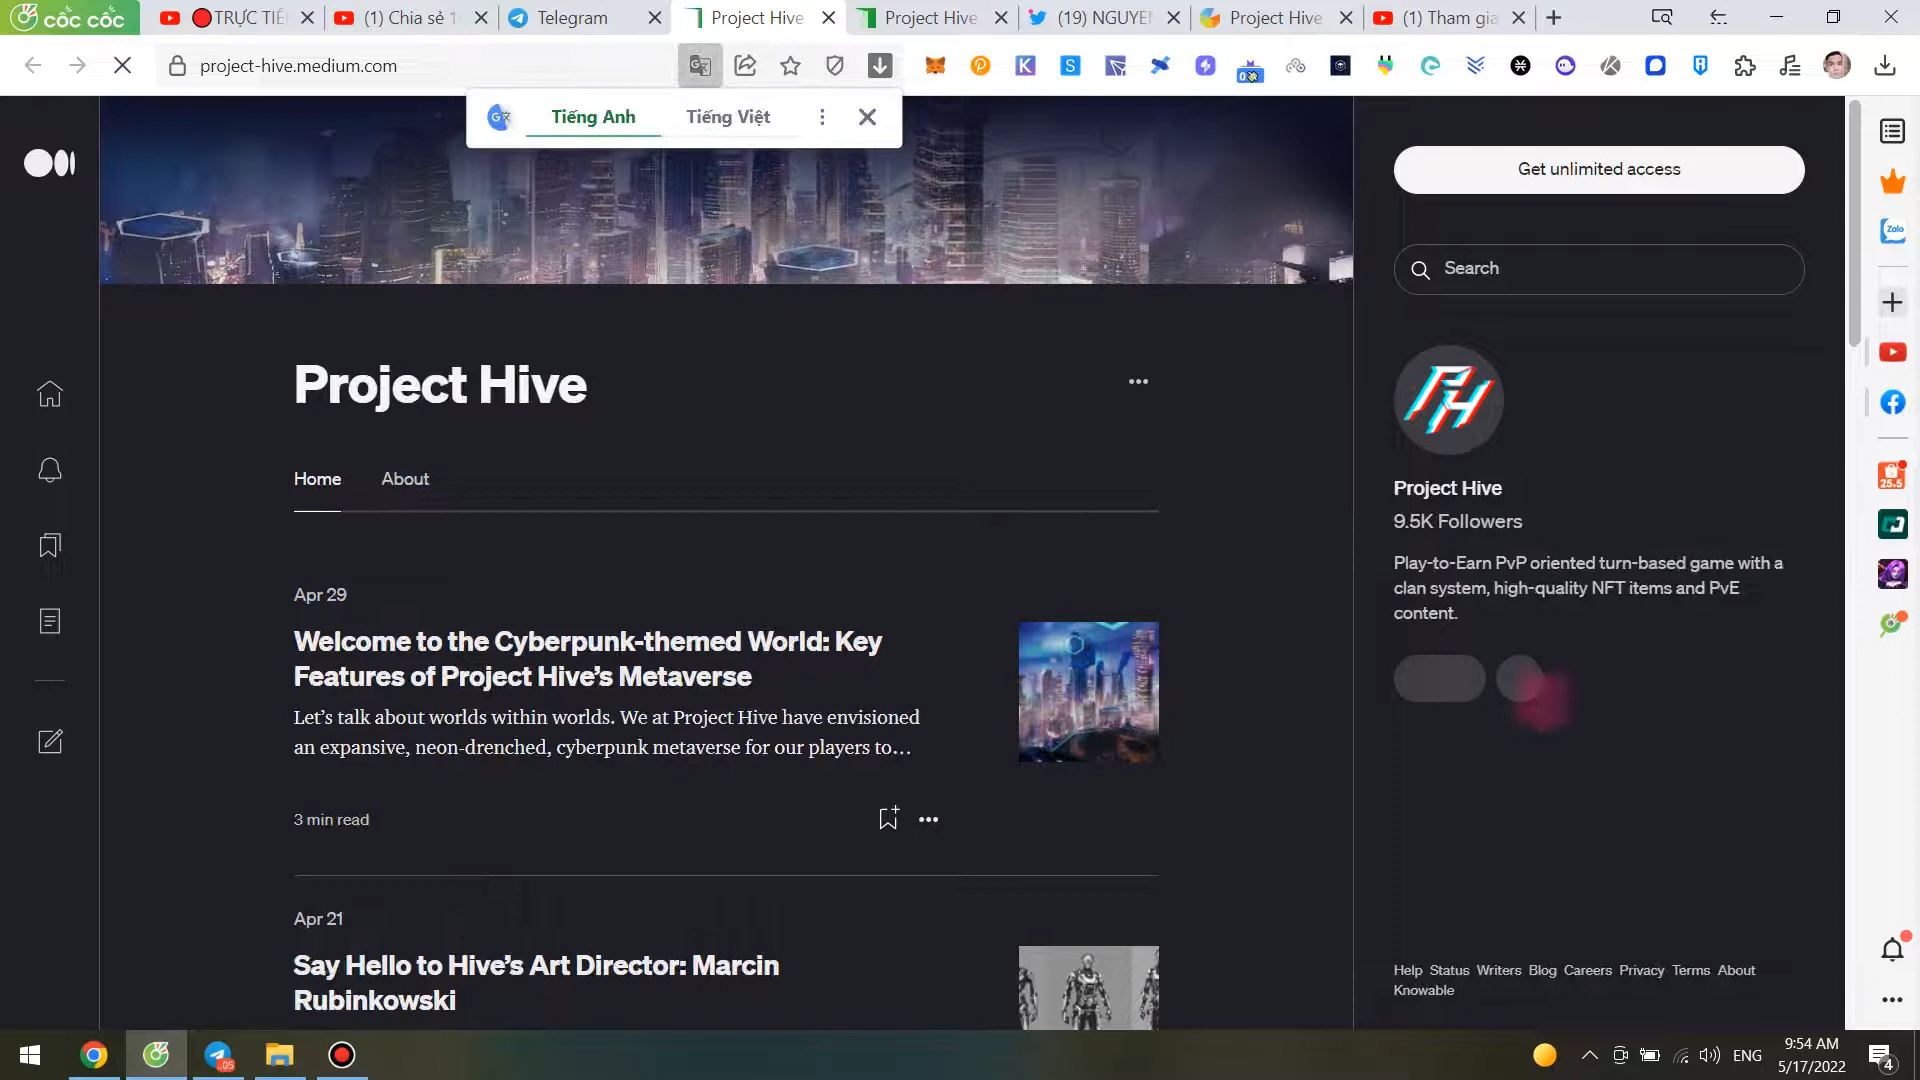 cốc cốc
TRỰC TIẾ
(1) Chia sẻ 1
Telegram
Project Hive
Project Hive
(19) NGUYE
Project Hive
(1) Tham gia
project-hive.medium.com
Tiếng Anh
Tiếng Việt
Get unlimited access
Search
Zalo
Project Hive
Home
About
Project Hive
9.5K Followers
Play-to-Earn PvP oriented turn-based game with a
clan system, high-quality NFT items and PvE
content.
25.5
Apr 29
Welcome to the Cyberpunk-themed World: Key
Features of Project Hive’s Metaverse
Let’s talk about worlds within worlds. We at Project Hive have envisioned
an expansive, neon-drenched, cyberpunk metaverse for our players to…
3 min read
Apr 21
Say Hello to Hive’s Art Director: Marcin
Rubinkowski
Help Status Writers Blog Careers Privacy Terms About
Knowable
.05
ENG
9:54 AM
5/17/2022
4